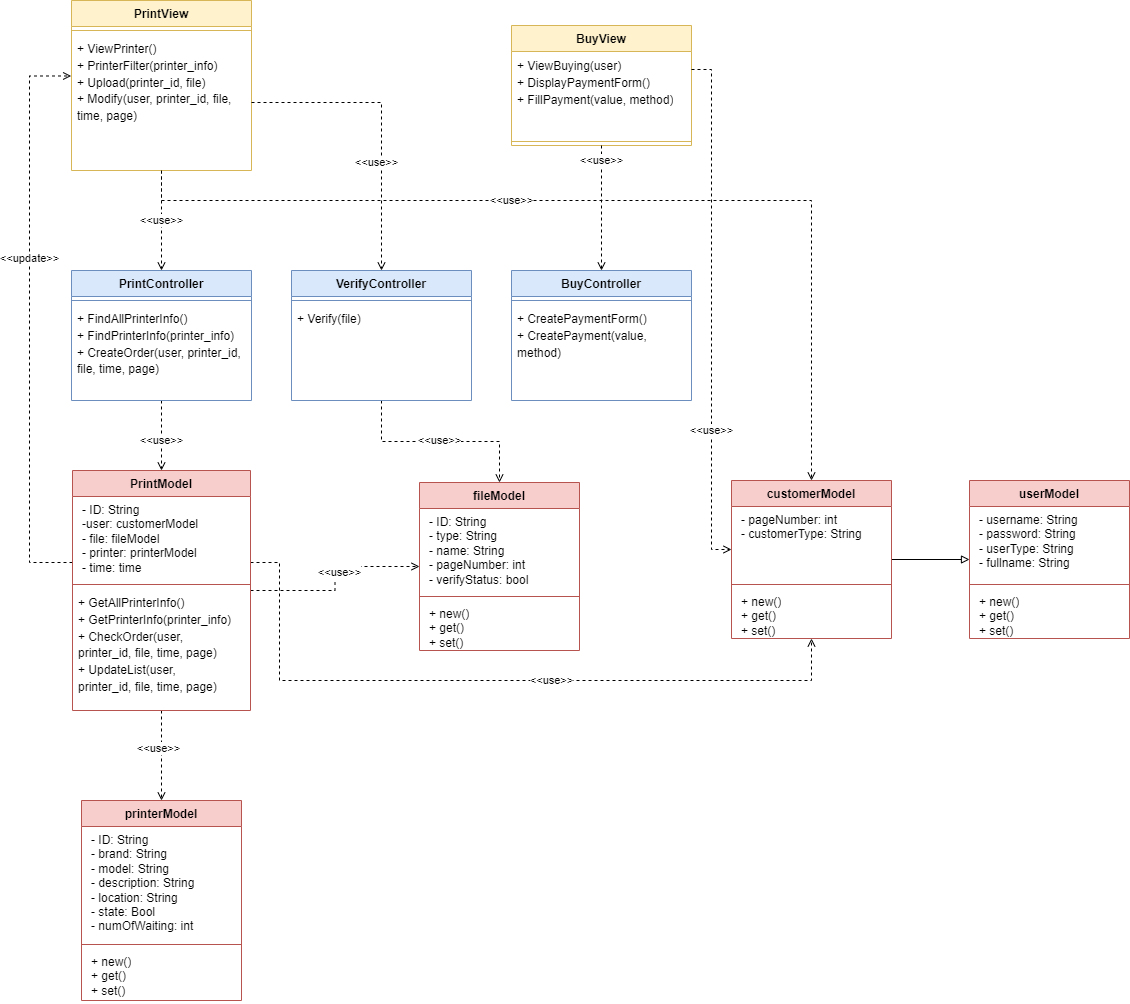 PrintView
+ ViewPrinter()
+ PrinterFilter(printer_info)
+ Upload(printer_id, file)
+ Modify(user, printer_id, file,
time, page)
BuyView
+ ViewBuying(user)
+ DisplayPaymentForm()
+ FillPayment(value, method)
<<use>>
<<use>>
<<use>>
<<use>>
<<update>>
PrintController
+ FindAllPrinterInfo()
+ FindPrinterInfo(printer_info)
+ CreateOrder(user, printer_id,
file, time, page)
VerifyController
+ Verify(file)
BuyController
+ CreatePaymentForm()
+ CreatePayment(value,
method)
<<use>>
<<use>>
<<use>>
PrintModel
- ID: String
-user: customerModel
- file: fileModel
- printer: printerModel
- time: time
+ GetAllPrinterInfo()
+ GetPrinterInfo(printer_info)
+ CheckOrder(user,
printer_id, file, time, page)
+ UpdateList(user,
printer_id, file, time, page)
<<use>>
fileModel
- ID: String
- type: String
- name: String
- pageNumber: int
- verifyStatus: bool
+ new()
+ get()
+ set()
customerModel
- pageNumber: int
- customerType: String
+ new()
+ get()
+ set()
userModel
- username: String
- password: String
- userType: String
- fullname: String
+ new()
+ get()
+ set()
<<use>>
<<use>>
printerModel
- ID: String
- brand: String
- model: String
- description: String
- location: String
- state: Bool
- numOfWaiting: int
+ new()
+ get()
+ set()